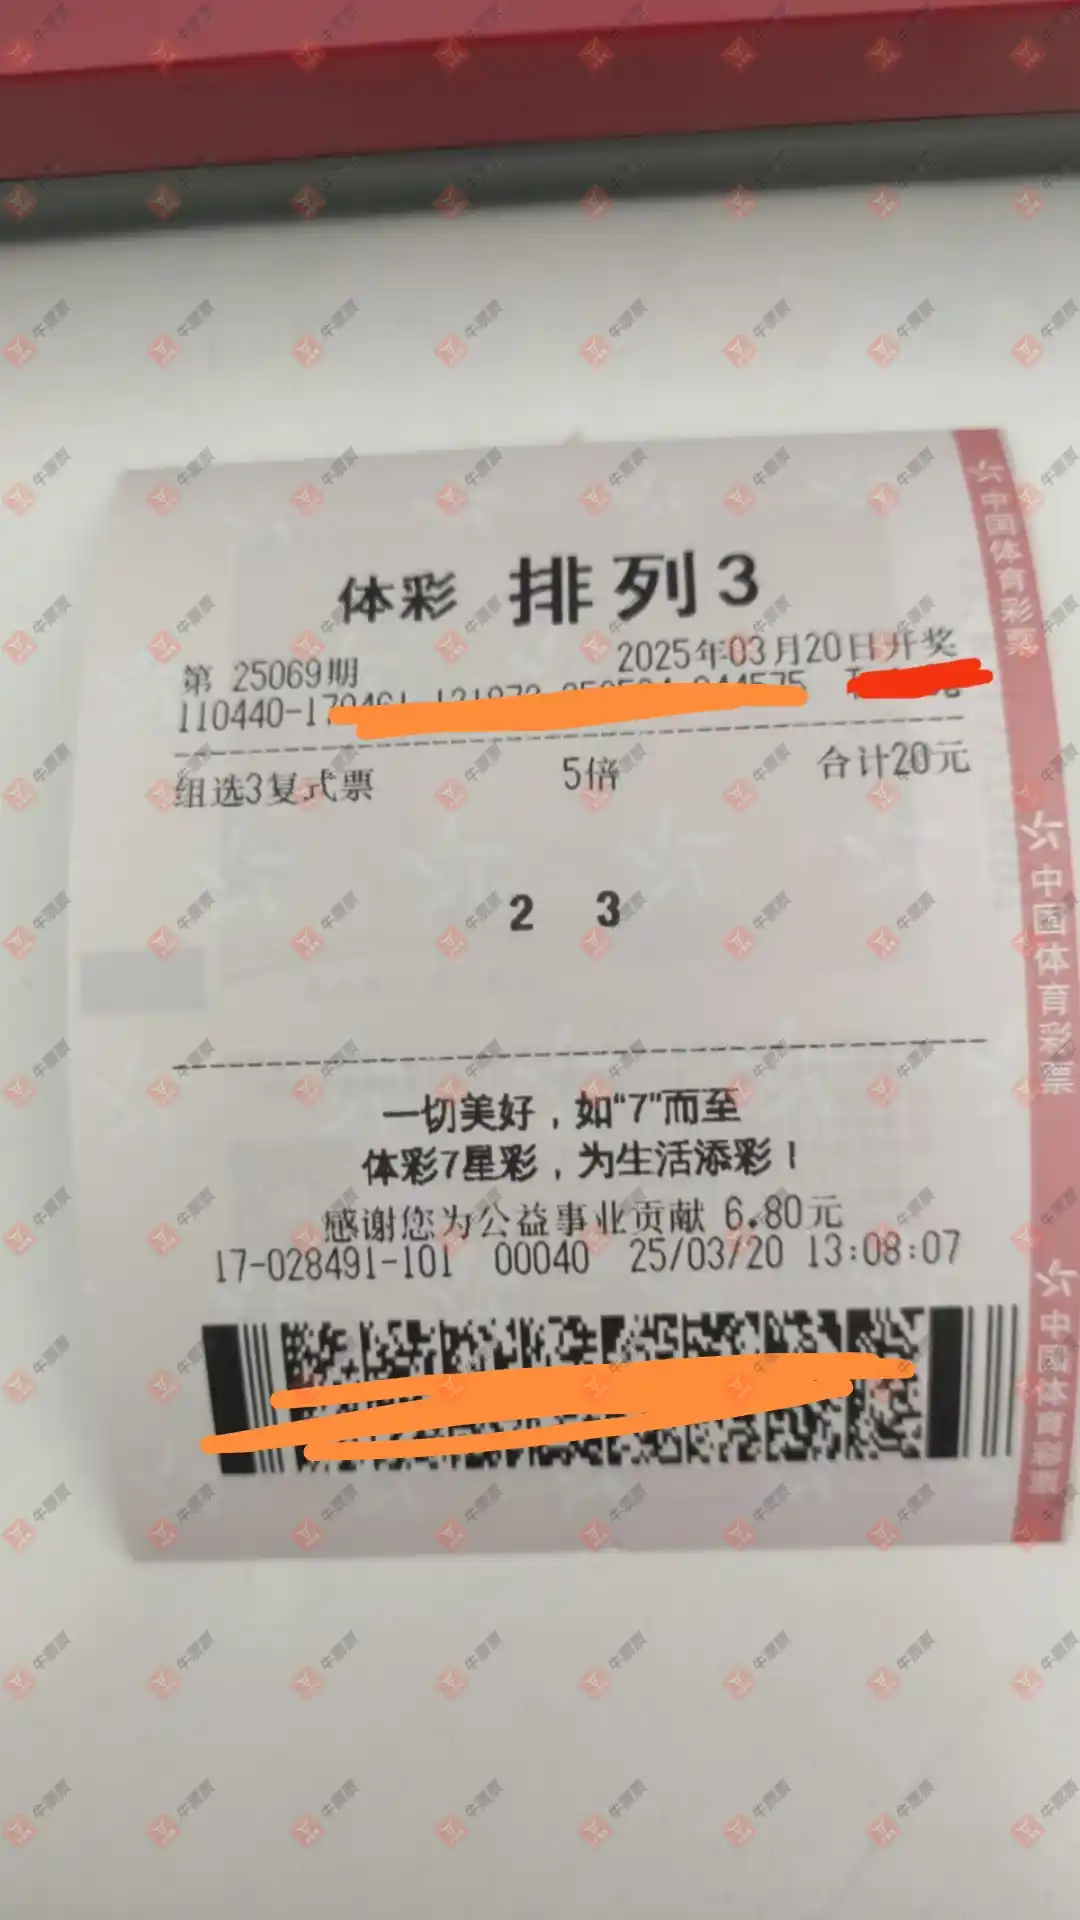 体彩 排列3
第 25069期 2025年03月20日开奖
110440-17
组选3复式票 5倍 合计20元
2 3
一切美好，如“7”而至
体彩7星彩，为生活添彩！
感谢您为公益事业贡献 6.80元
17-028491-101 00040 25/03/20 13:08:07
中国体育彩票
中国体育彩票
中国体育彩票
牛票票